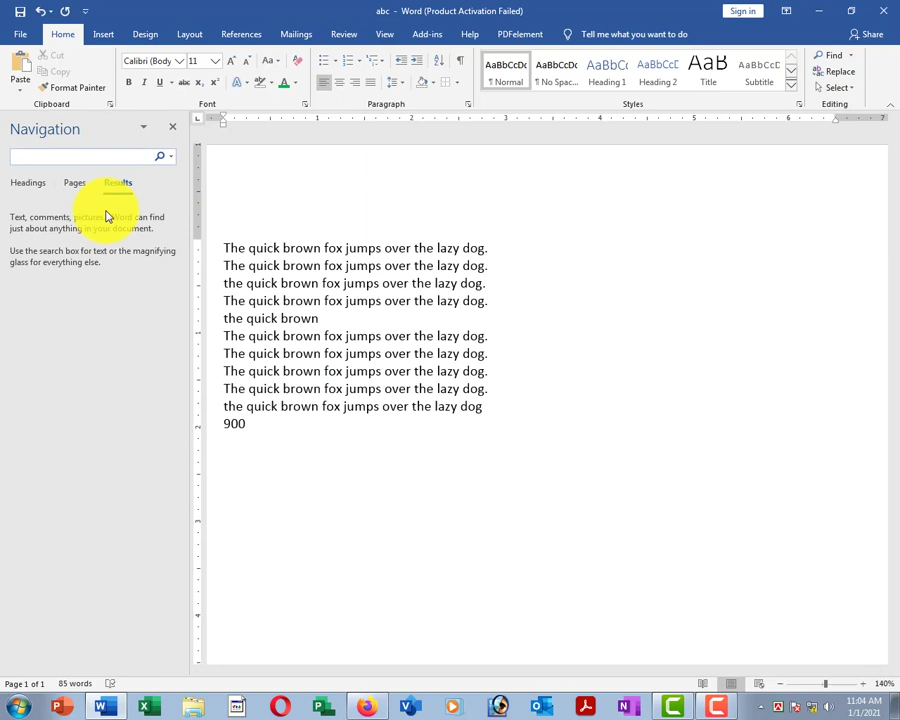 abc - Word (Product Activation Failed)
Sign in
File Home Insert Design Layout References Mailings Review View Add-ins Help PDFelement Tell me what you want to do Share
Paste
Cut
Copy
Format Painter
Clipboard
Calibri (Body 11
Font
Paragraph
AaBbCcDc AaBbCcDc AaBbCc AaBbCcC AaB AaBbCcC
¶ Normal ¶ No Spac... Heading 1 Heading 2 Title Subtitle
Styles
Find
Replace
Select
Editing
Navigation
Headings Pages Results
Text, comments, pictures... Word can find
just about anything in your document.
Use the search box for text or the magnifying
glass for everything else.
1 2 3 4 5 6 7
The quick brown fox jumps over the lazy dog.
The quick brown fox jumps over the lazy dog.
the quick brown fox jumps over the lazy dog.
The quick brown fox jumps over the lazy dog.
the quick brown
The quick brown fox jumps over the lazy dog.
The quick brown fox jumps over the lazy dog.
The quick brown fox jumps over the lazy dog.
The quick brown fox jumps over the lazy dog.
the quick brown fox jumps over the lazy dog
900
Page 1 of 1 85 words 140%
11:04 AM
1/1/2021